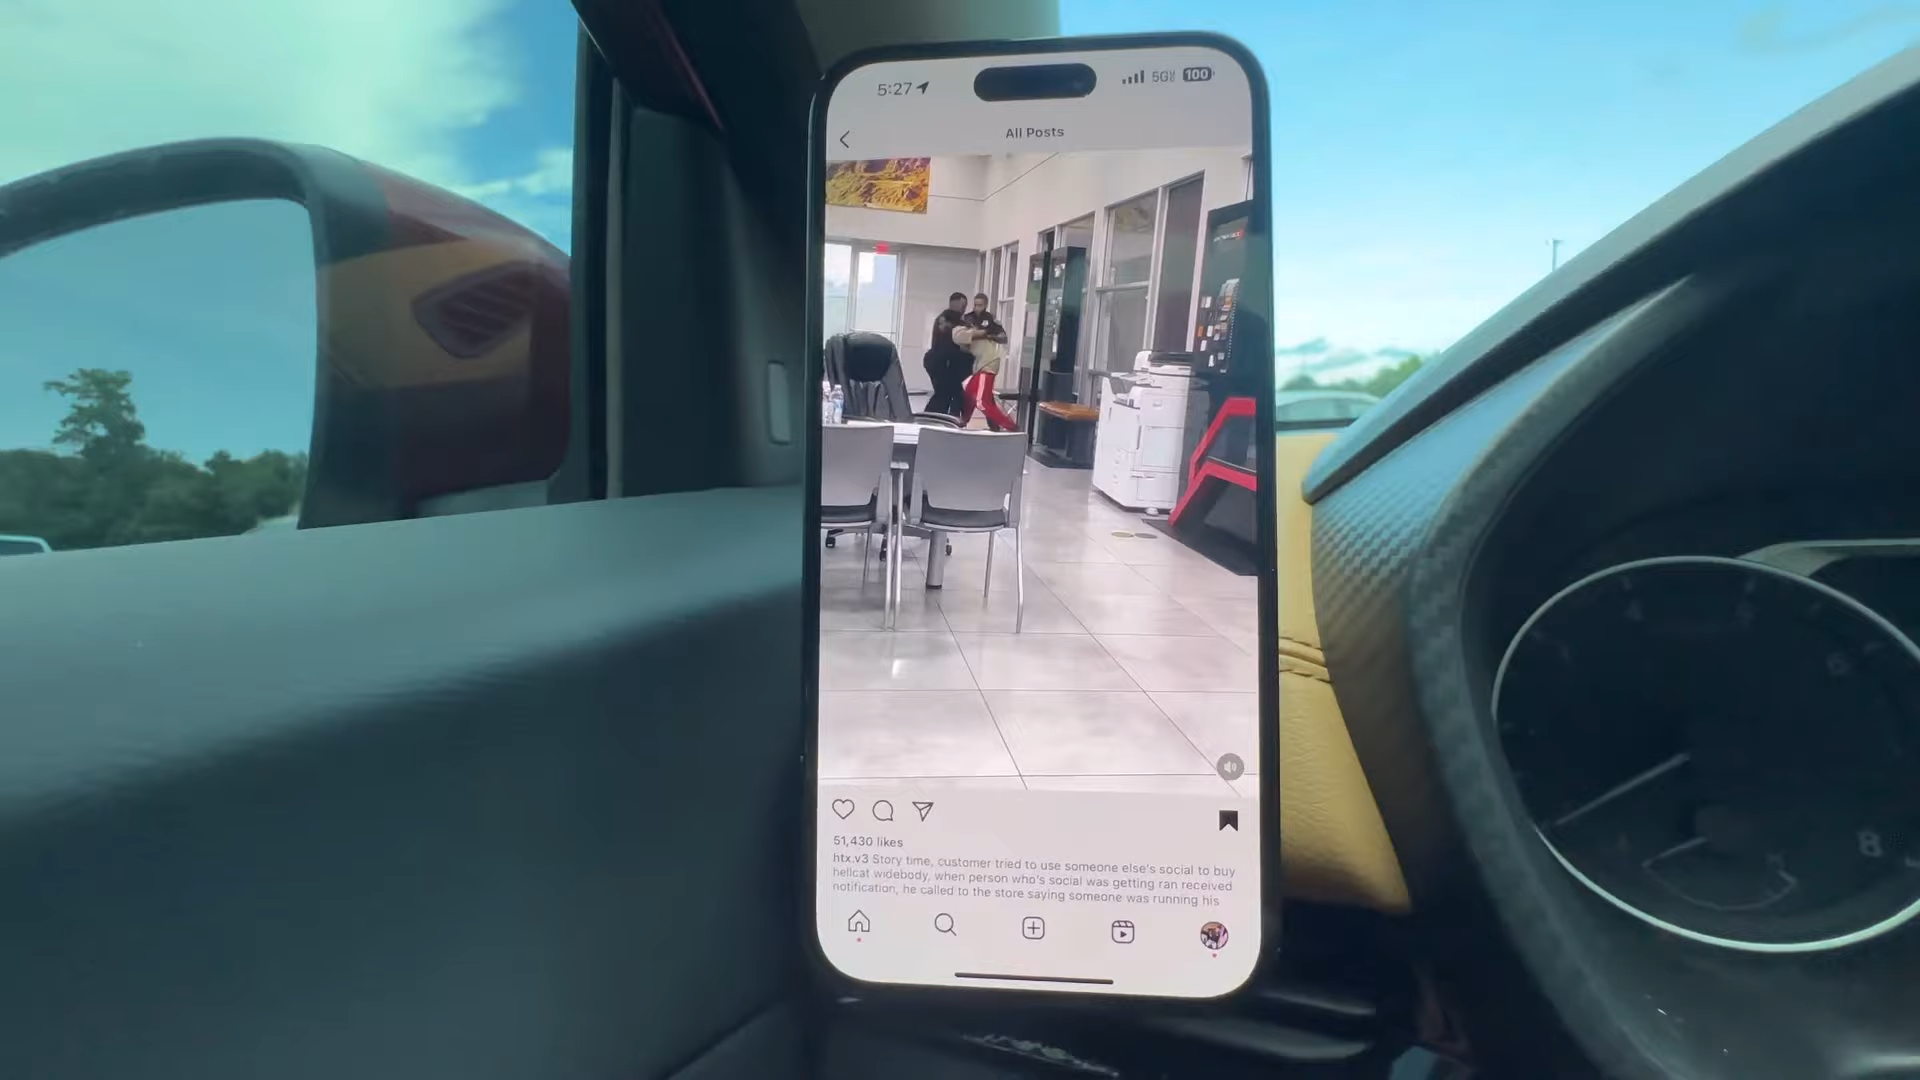 5:27
5G
100
All Posts
51,430 likes
htx.v3 Story time, customer tried to use someone else's social to buy
hellcat widebody, when person who's social was getting ran received
notification, he called to the store saying someone was running his
8